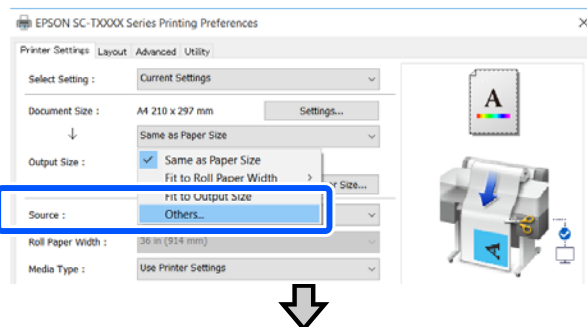 EPSON SC-TXXXX Series Printing Preferences
Printer Settings Layout Advanced Utility
Select Setting : Current Settings
Document Size : A4 210 x 297 mm Settings...
Same as Paper Size
Output Size : Same as Paper Size
Fit to Roll Paper Width
Size...
Fit to Output Size
Source : Others...
Roll Paper Width : 36 in (914 mm)
Media Type : Use Printer Settings
A
A